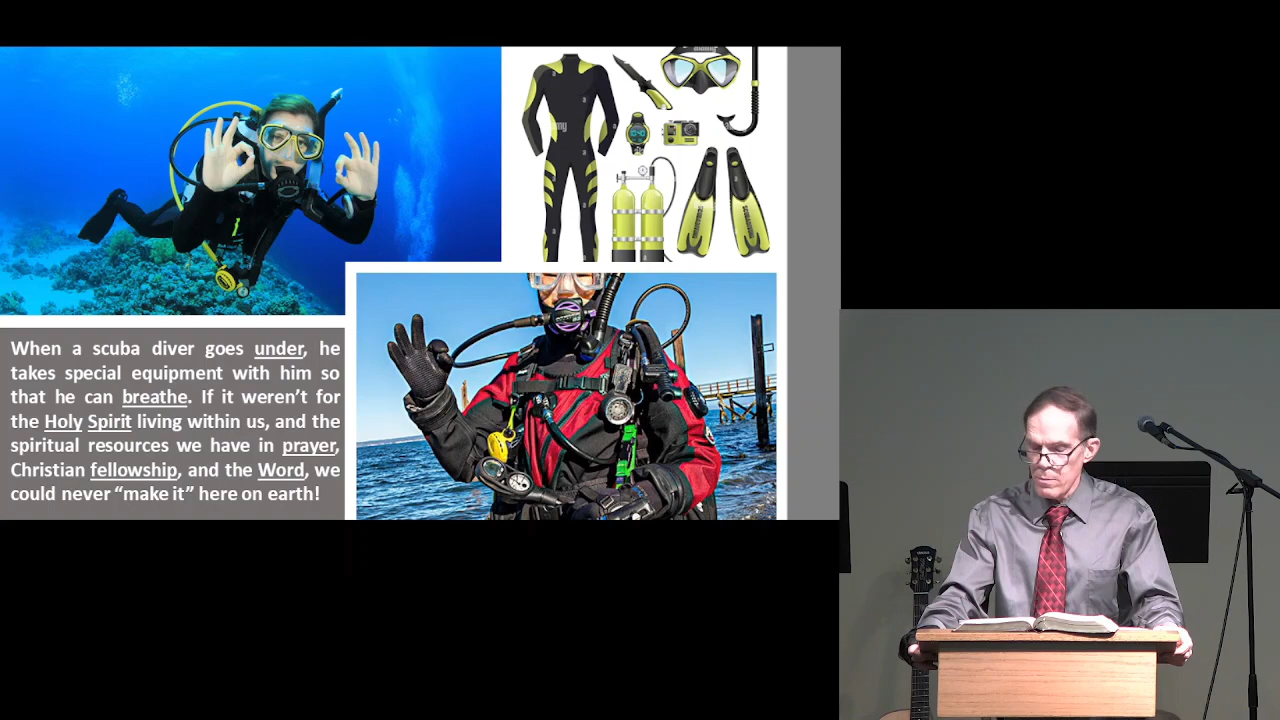 When a scuba diver goes under, he
takes special equipment with him so
that he can breathe. If it weren’t for
the Holy Spirit living within us, and the
spiritual resources we have in prayer,
Christian fellowship, and the Word, we
could never “make it” here on earth!